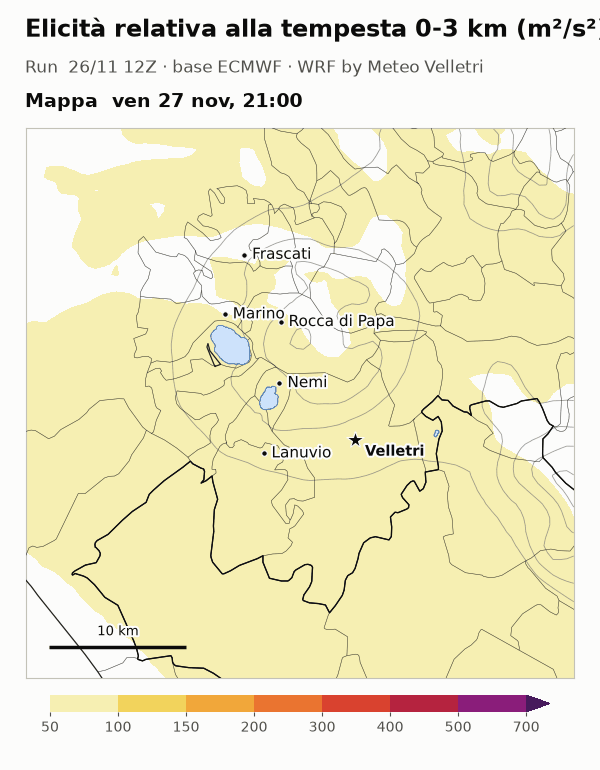 Elicità relativa alla tempesta 0-3 km (m²/s²)
Run  26/11 12Z · base ECMWF · WRF by Meteo Velletri
Mappa  ven 27 nov, 21:00
Frascati
Marino
Rocca di Papa
Nemi
Velletri
Lanuvio
10 km
50 100 150 200 300 400 500 700